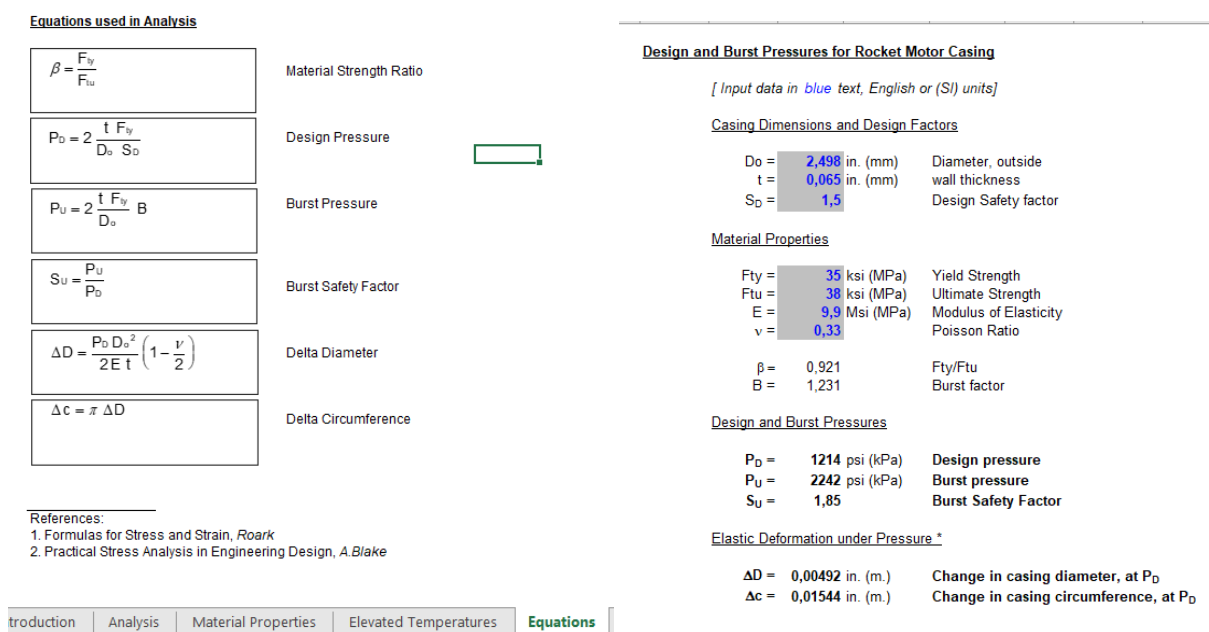 Equations used in Analysis
β = Fty / Ftu
Material Strength Ratio
PD = 2 t Fty / Do SD
Design Pressure
PU = 2 t Fty / Do B
Burst Pressure
SU = PU / PD
Burst Safety Factor
ΔD = PD Do² / 2 E t (1 − ν / 2)
Delta Diameter
Δc = π ΔD
Delta Circumference
References:
1. Formulas for Stress and Strain, Roark
2. Practical Stress Analysis in Engineering Design, A.Blake
troduction Analysis Material Properties Elevated Temperatures Equations
Design and Burst Pressures for Rocket Motor Casing
[ Input data in blue text, English or (SI) units]
Casing Dimensions and Design Factors
Do = 2,498 in. (mm) Diameter, outside
t = 0,065 in. (mm) wall thickness
SD = 1,5 Design Safety factor
Material Properties
Fty = 35 ksi (MPa) Yield Strength
Ftu = 38 ksi (MPa) Ultimate Strength
E = 9,9 Msi (MPa) Modulus of Elasticity
ν = 0,33 Poisson Ratio
β = 0,921 Fty/Ftu
B = 1,231 Burst factor
Design and Burst Pressures
PD = 1214 psi (kPa) Design pressure
PU = 2242 psi (kPa) Burst pressure
SU = 1,85 Burst Safety Factor
Elastic Deformation under Pressure *
ΔD = 0,00492 in. (m.) Change in casing diameter, at PD
Δc = 0,01544 in. (m.) Change in casing circumference, at PD